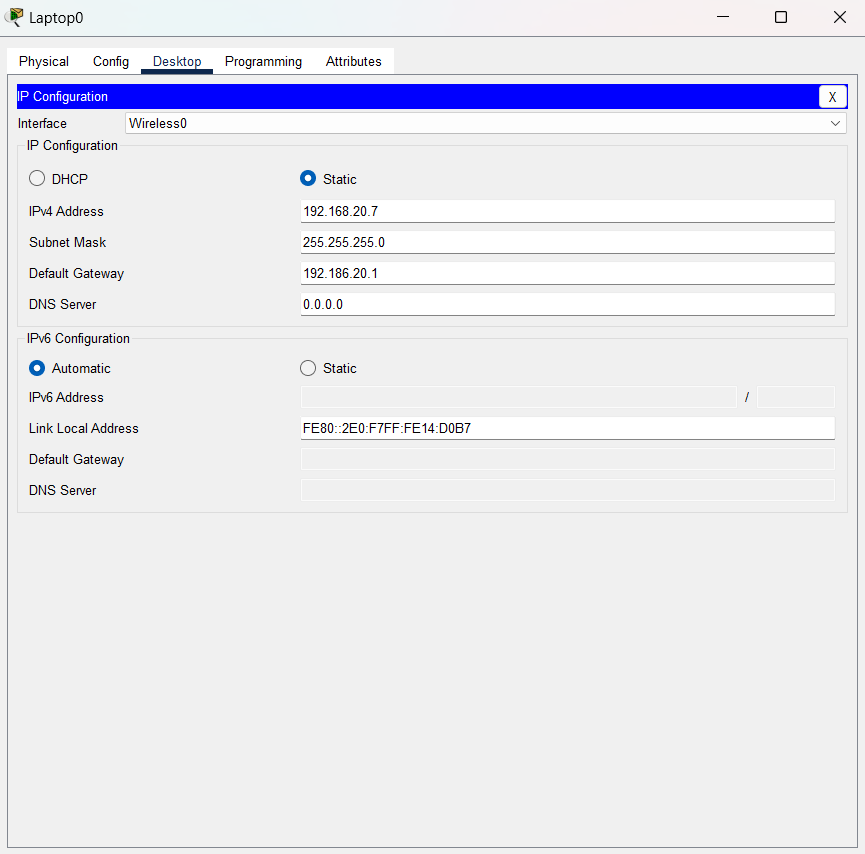 Laptop0
Physical Config Desktop Programming Attributes
IP Configuration X
Interface Wireless0
IP Configuration
DHCP Static
IPv4 Address 192.168.20.7
Subnet Mask 255.255.255.0
Default Gateway 192.186.20.1
DNS Server 0.0.0.0
IPv6 Configuration
Automatic Static
IPv6 Address /
Link Local Address FE80::2E0:F7FF:FE14:D0B7
Default Gateway
DNS Server